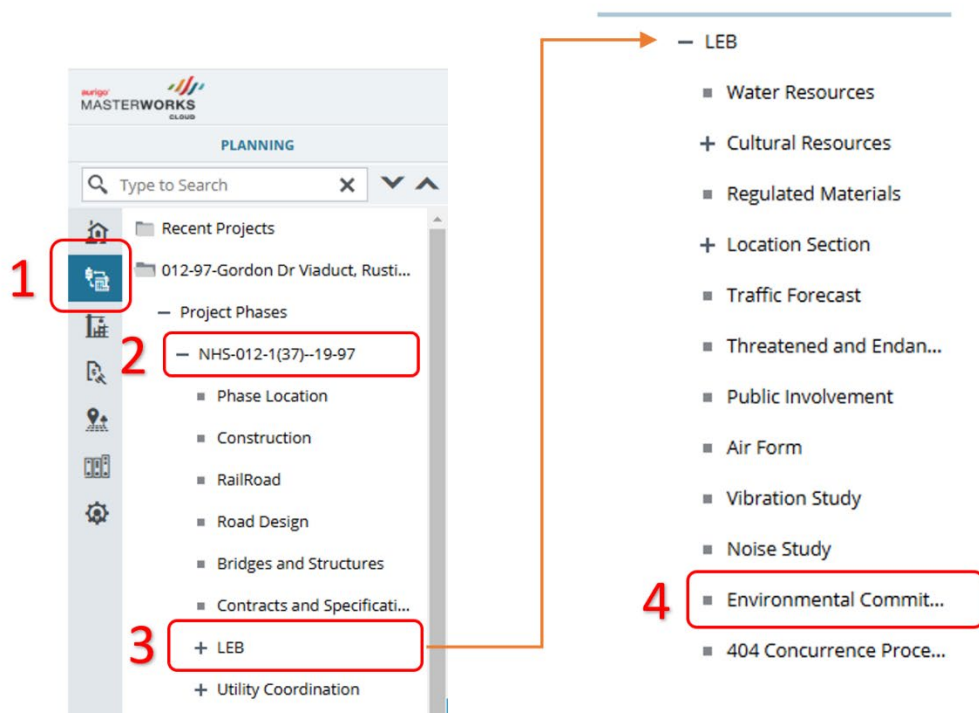 aurigo
MASTERWORKS
CLOUD
PLANNING
Type to Search
1
Recent Projects
012-97-Gordon Dr Viaduct, Rusti...
Project Phases
2
NHS-012-1(37)--19-97
Phase Location
Construction
RailRoad
Road Design
Bridges and Structures
Contracts and Specificati...
3
LEB
Utility Coordination
LEB
Water Resources
Cultural Resources
Regulated Materials
Location Section
Traffic Forecast
Threatened and Endan...
Public Involvement
Air Form
Vibration Study
Noise Study
4
Environmental Commit...
404 Concurrence Proce...